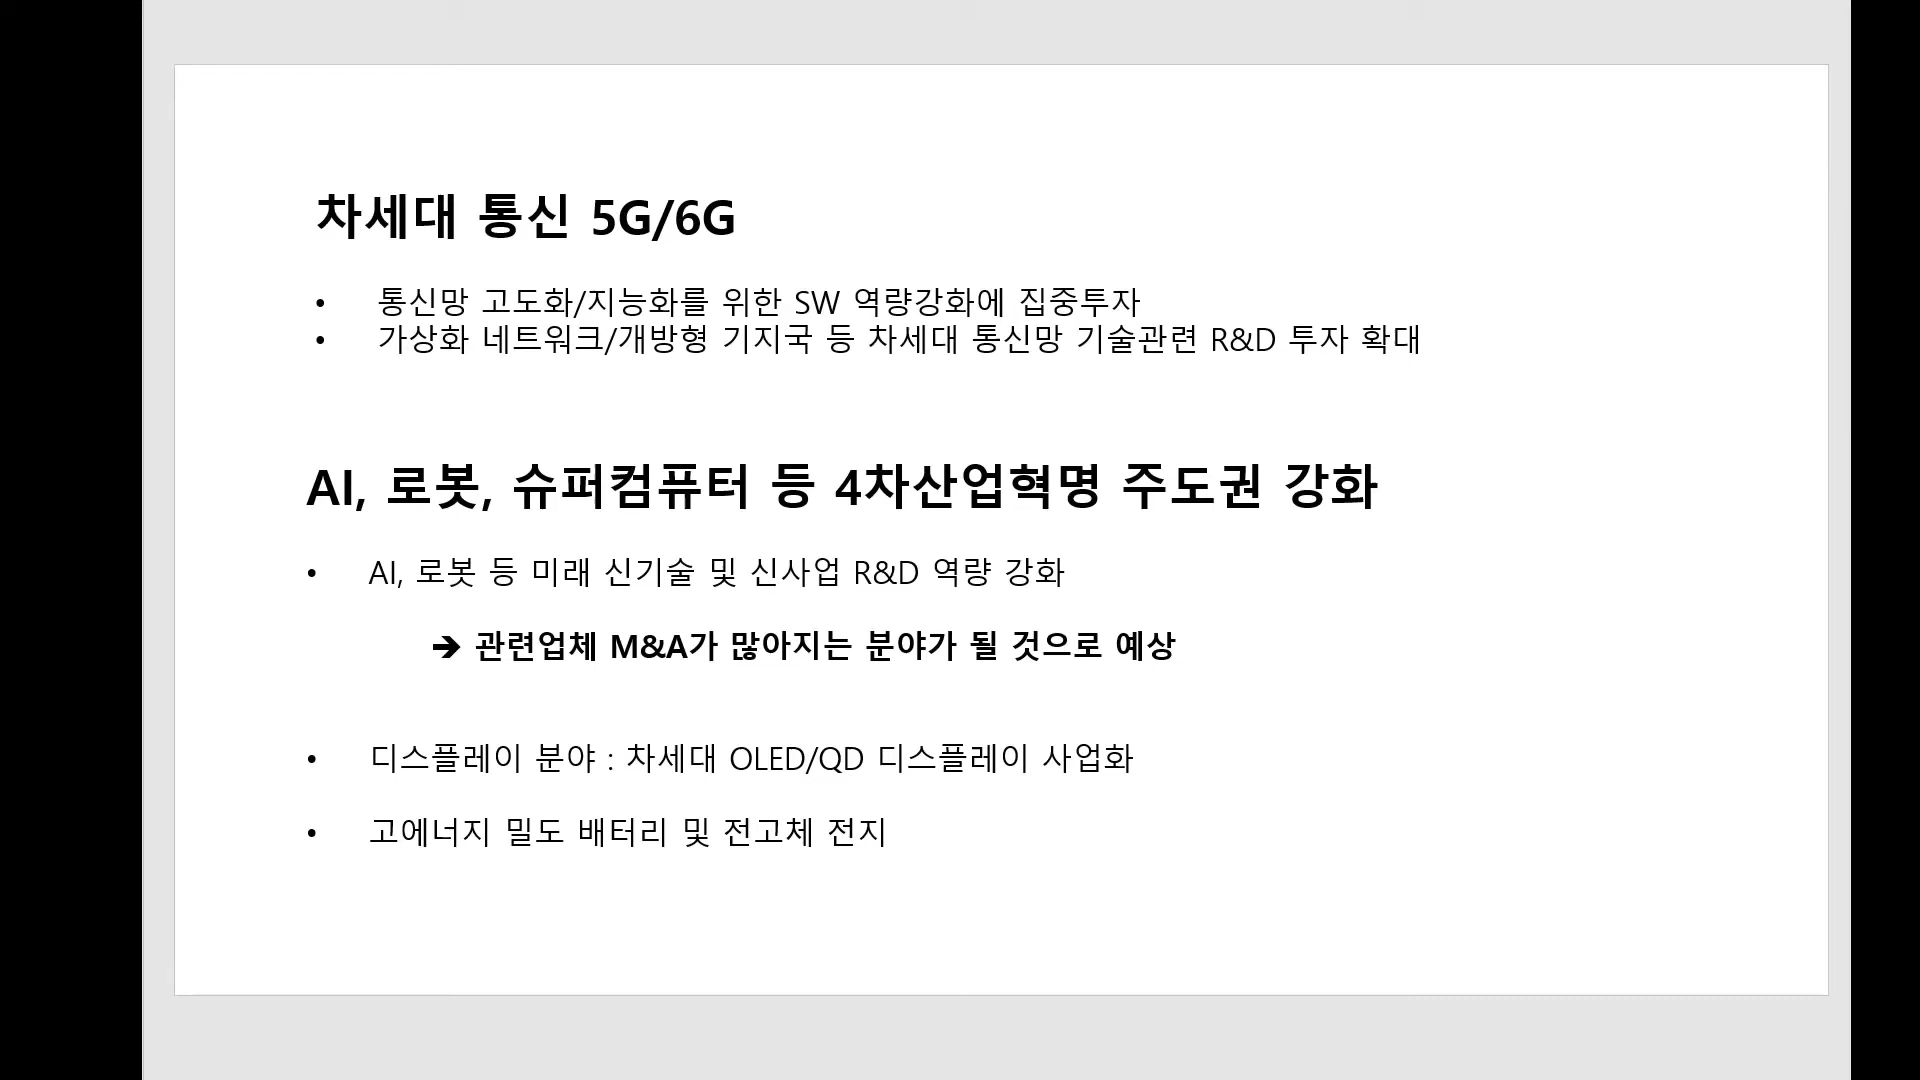 차세대 통신 5G/6G
• 통신망 고도화/지능화를 위한 SW 역량강화에 집중투자
• 가상화 네트워크/개방형 기지국 등 차세대 통신망 기술관련 R&D 투자 확대
AI, 로봇, 슈퍼컴퓨터 등 4차산업혁명 주도권 강화
• AI, 로봇 등 미래 신기술 및 신사업 R&D 역량 강화
➔ 관련업체 M&A가 많아지는 분야가 될 것으로 예상
• 디스플레이 분야 : 차세대 OLED/QD 디스플레이 사업화
• 고에너지 밀도 배터리 및 전고체 전지